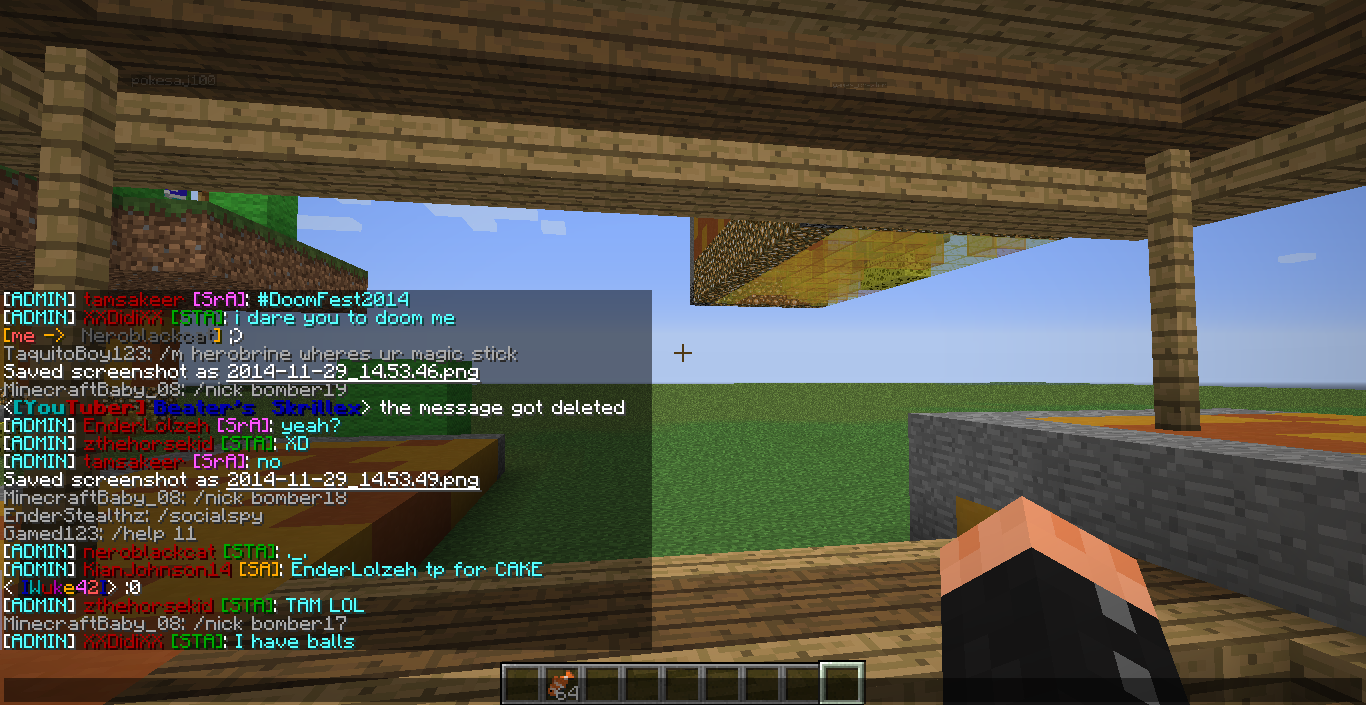 pokesaj100
[ADMIN] tamsakeer [SrA]: #DoomFest2014
[ADMIN] XXDidiXX [STA]: i dare you to doom me
[me -> Neroblackcat] ;)
TaquitoBoy123: /m herobrine wheres ur magic stick
Saved screenshot as 2014-11-29_14.53.46.png
MinecraftBaby_08: /nick bomber19
<[YouTuber] Beater's Skrillex> the message got deleted
[ADMIN] EnderLolzeh [SrA]: yeah?
[ADMIN] zthehorsekid [STA]: XD
[ADMIN] tamsakeer [SrA]: no
Saved screenshot as 2014-11-29_14.53.49.png
MinecraftBaby_08: /nick bomber18
EnderStealthz: /socialspy
Gamed123: /help 11
[ADMIN] neroblackcat [STA]: ._.
[ADMIN] KianJohnson14 [SA]: EnderLolzeh tp for CAKE
< IWuke42I> :0
[ADMIN] zthehorsekid [STA]: TAM LOL
MinecraftBaby_08: /nick bomber17
[ADMIN] XXDidiXX [STA]: I have balls
64